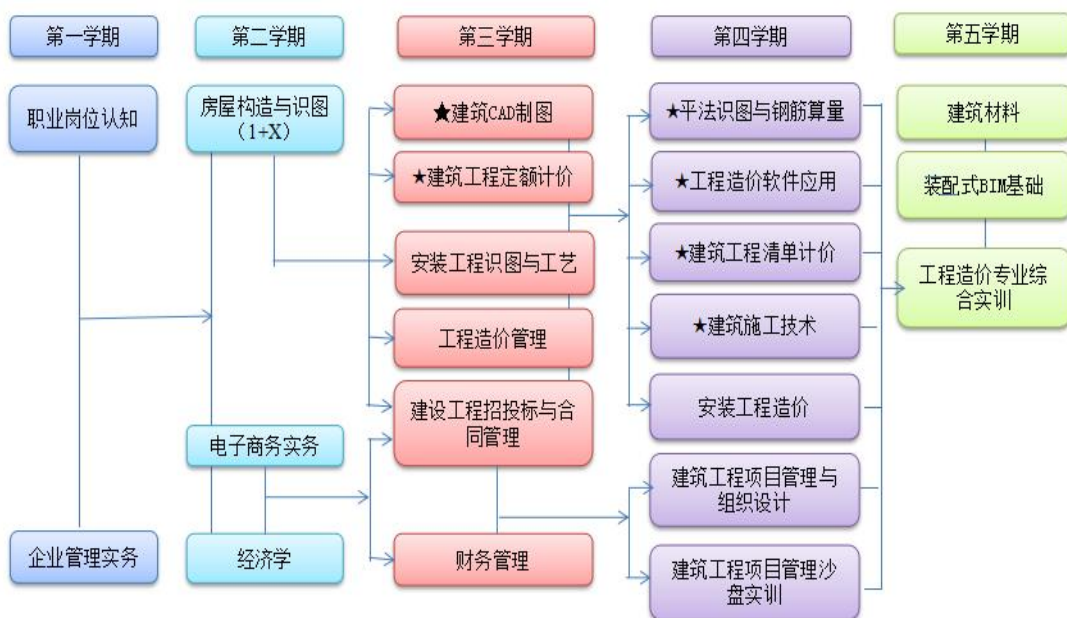 第一学期
第二学期
第三学期
第四学期
第五学期
职业岗位认知
企业管理实务
房屋构造与识图
（1+X）
电子商务实务
经济学
★建筑CAD制图
★建筑工程定额计价
安装工程识图与工艺
工程造价管理
建设工程招投标与合
同管理
财务管理
★平法识图与钢筋算量
★工程造价软件应用
★建筑工程清单计价
★建筑施工技术
安装工程造价
建筑工程项目管理与
组织设计
建筑工程项目管理沙
盘实训
建筑材料
装配式BIM基础
工程造价专业综
合实训